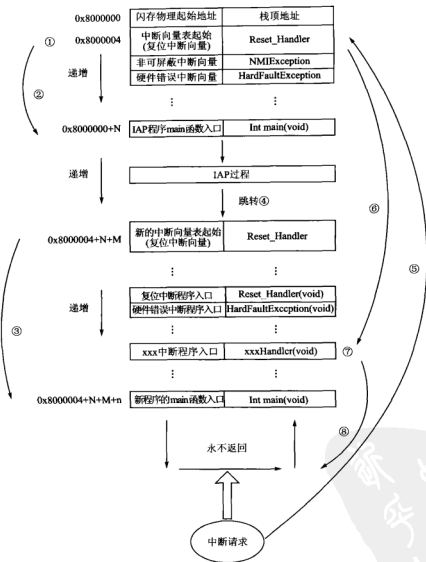 0x8000000
闪存物理起始地址
栈顶地址
①
0x8000004
中断向量表起始
(复位中断向量)
Reset_Handler
递增
非可屏蔽中断向量
NMIException
硬件错误中断向量
HardFaultException
②
0x8000000+N
IAP程序main函数入口
Int main(void)
递增
IAP过程
跳转④
⑥
0x8000004+N+M
新的中断向量表起始
(复位中断向量)
Reset_Handler
⑤
复位中断程序入口
Reset_Handler(void)
递增
硬件错误中断程序入口
HardFaultException(void)
③
xxx中断程序入口
xxxHandler(void)
⑦
0x8000004+N+M+n
新程序的main函数入口
Int main(void)
⑧
永不返回
中断请求